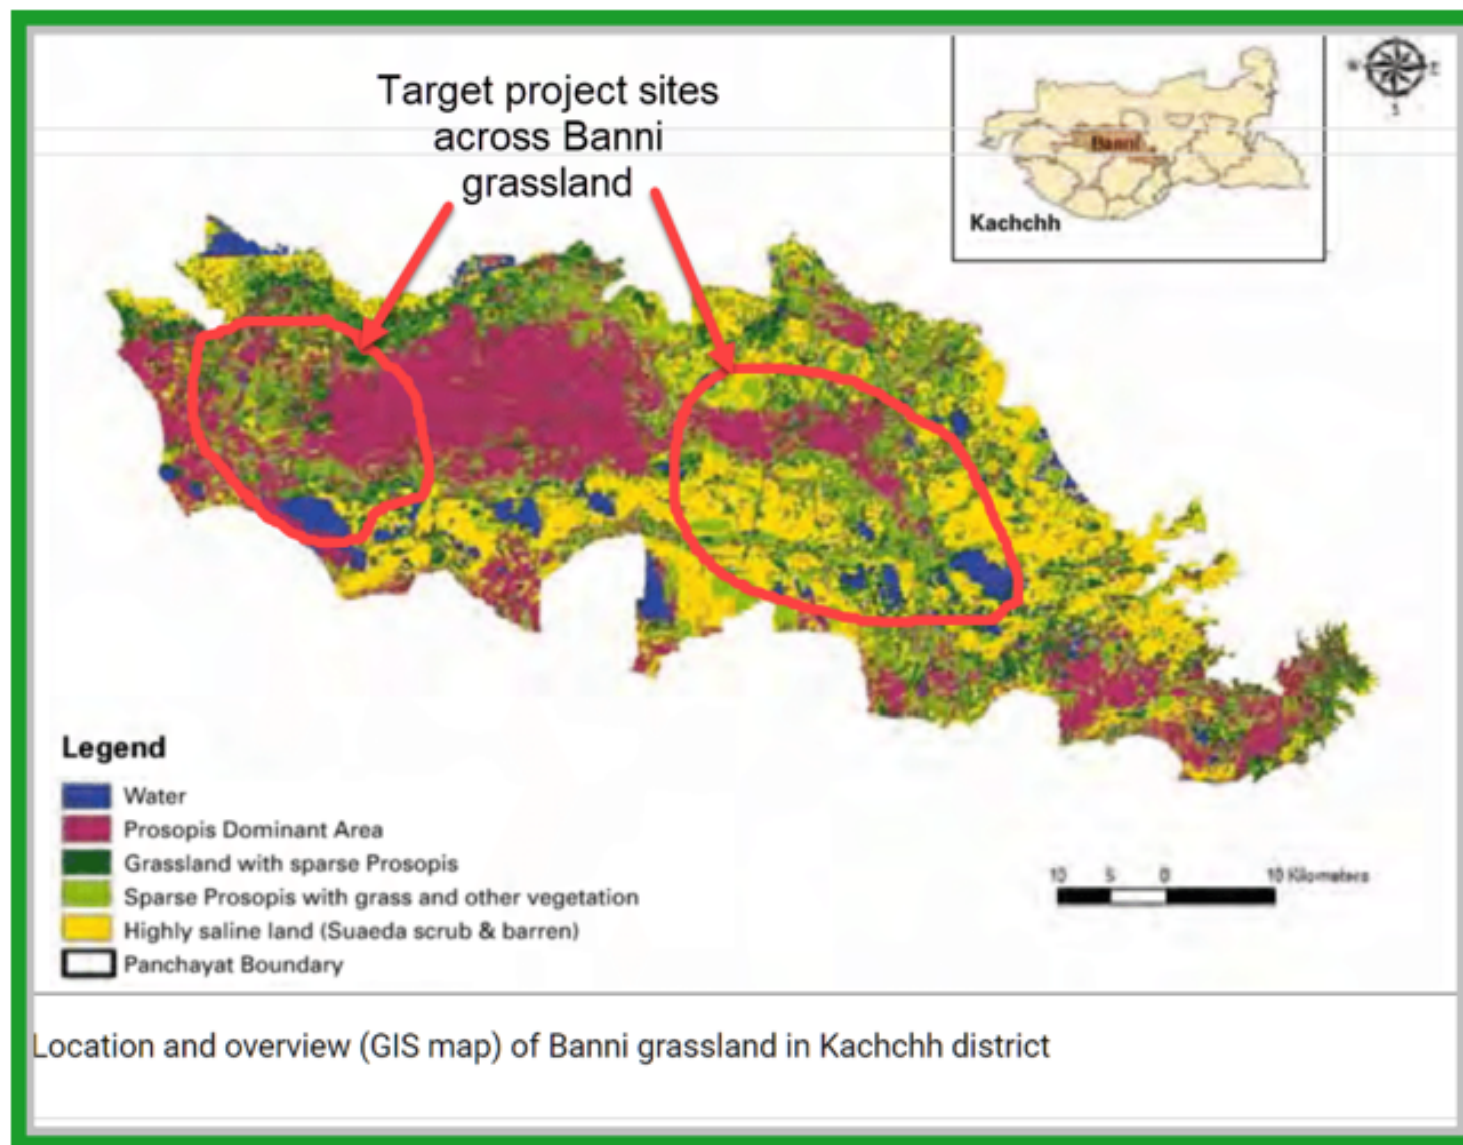 Target project sites
across Banni
grassland
Banni
Kachchh
W
E
S
Legend
Water
Prosopis Dominant Area
Grassland with sparse Prosopis
Sparse Prosopis with grass and other vegetation
Highly saline land (Suaeda scrub & barren)
Panchayat Boundary
10 5 0 10 Kilometers
Location and overview (GIS map) of Banni grassland in Kachchh district